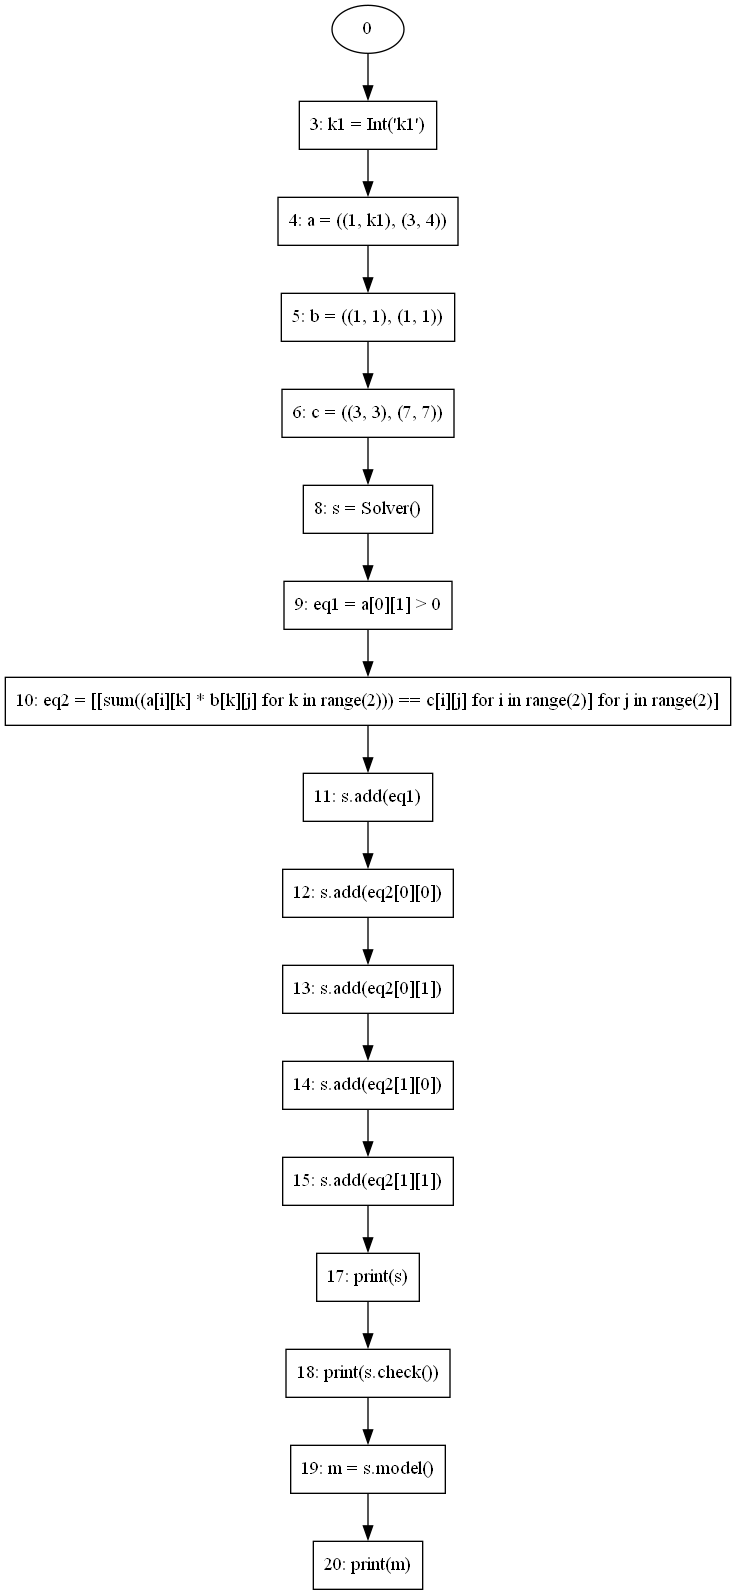 0
3: k1 = Int('k1')
4: a = ((1, k1), (3, 4))
5: b = ((1, 1), (1, 1))
6: c = ((3, 3), (7, 7))
8: s = Solver()
9: eq1 = a[0][1] > 0
10: eq2 = [[sum((a[i][k] * b[k][j] for k in range(2))) == c[i][j] for i in range(2)] for j in range(2)]
11: s.add(eq1)
12: s.add(eq2[0][0])
13: s.add(eq2[0][1])
14: s.add(eq2[1][0])
15: s.add(eq2[1][1])
17: print(s)
18: print(s.check())
19: m = s.model()
20: print(m)